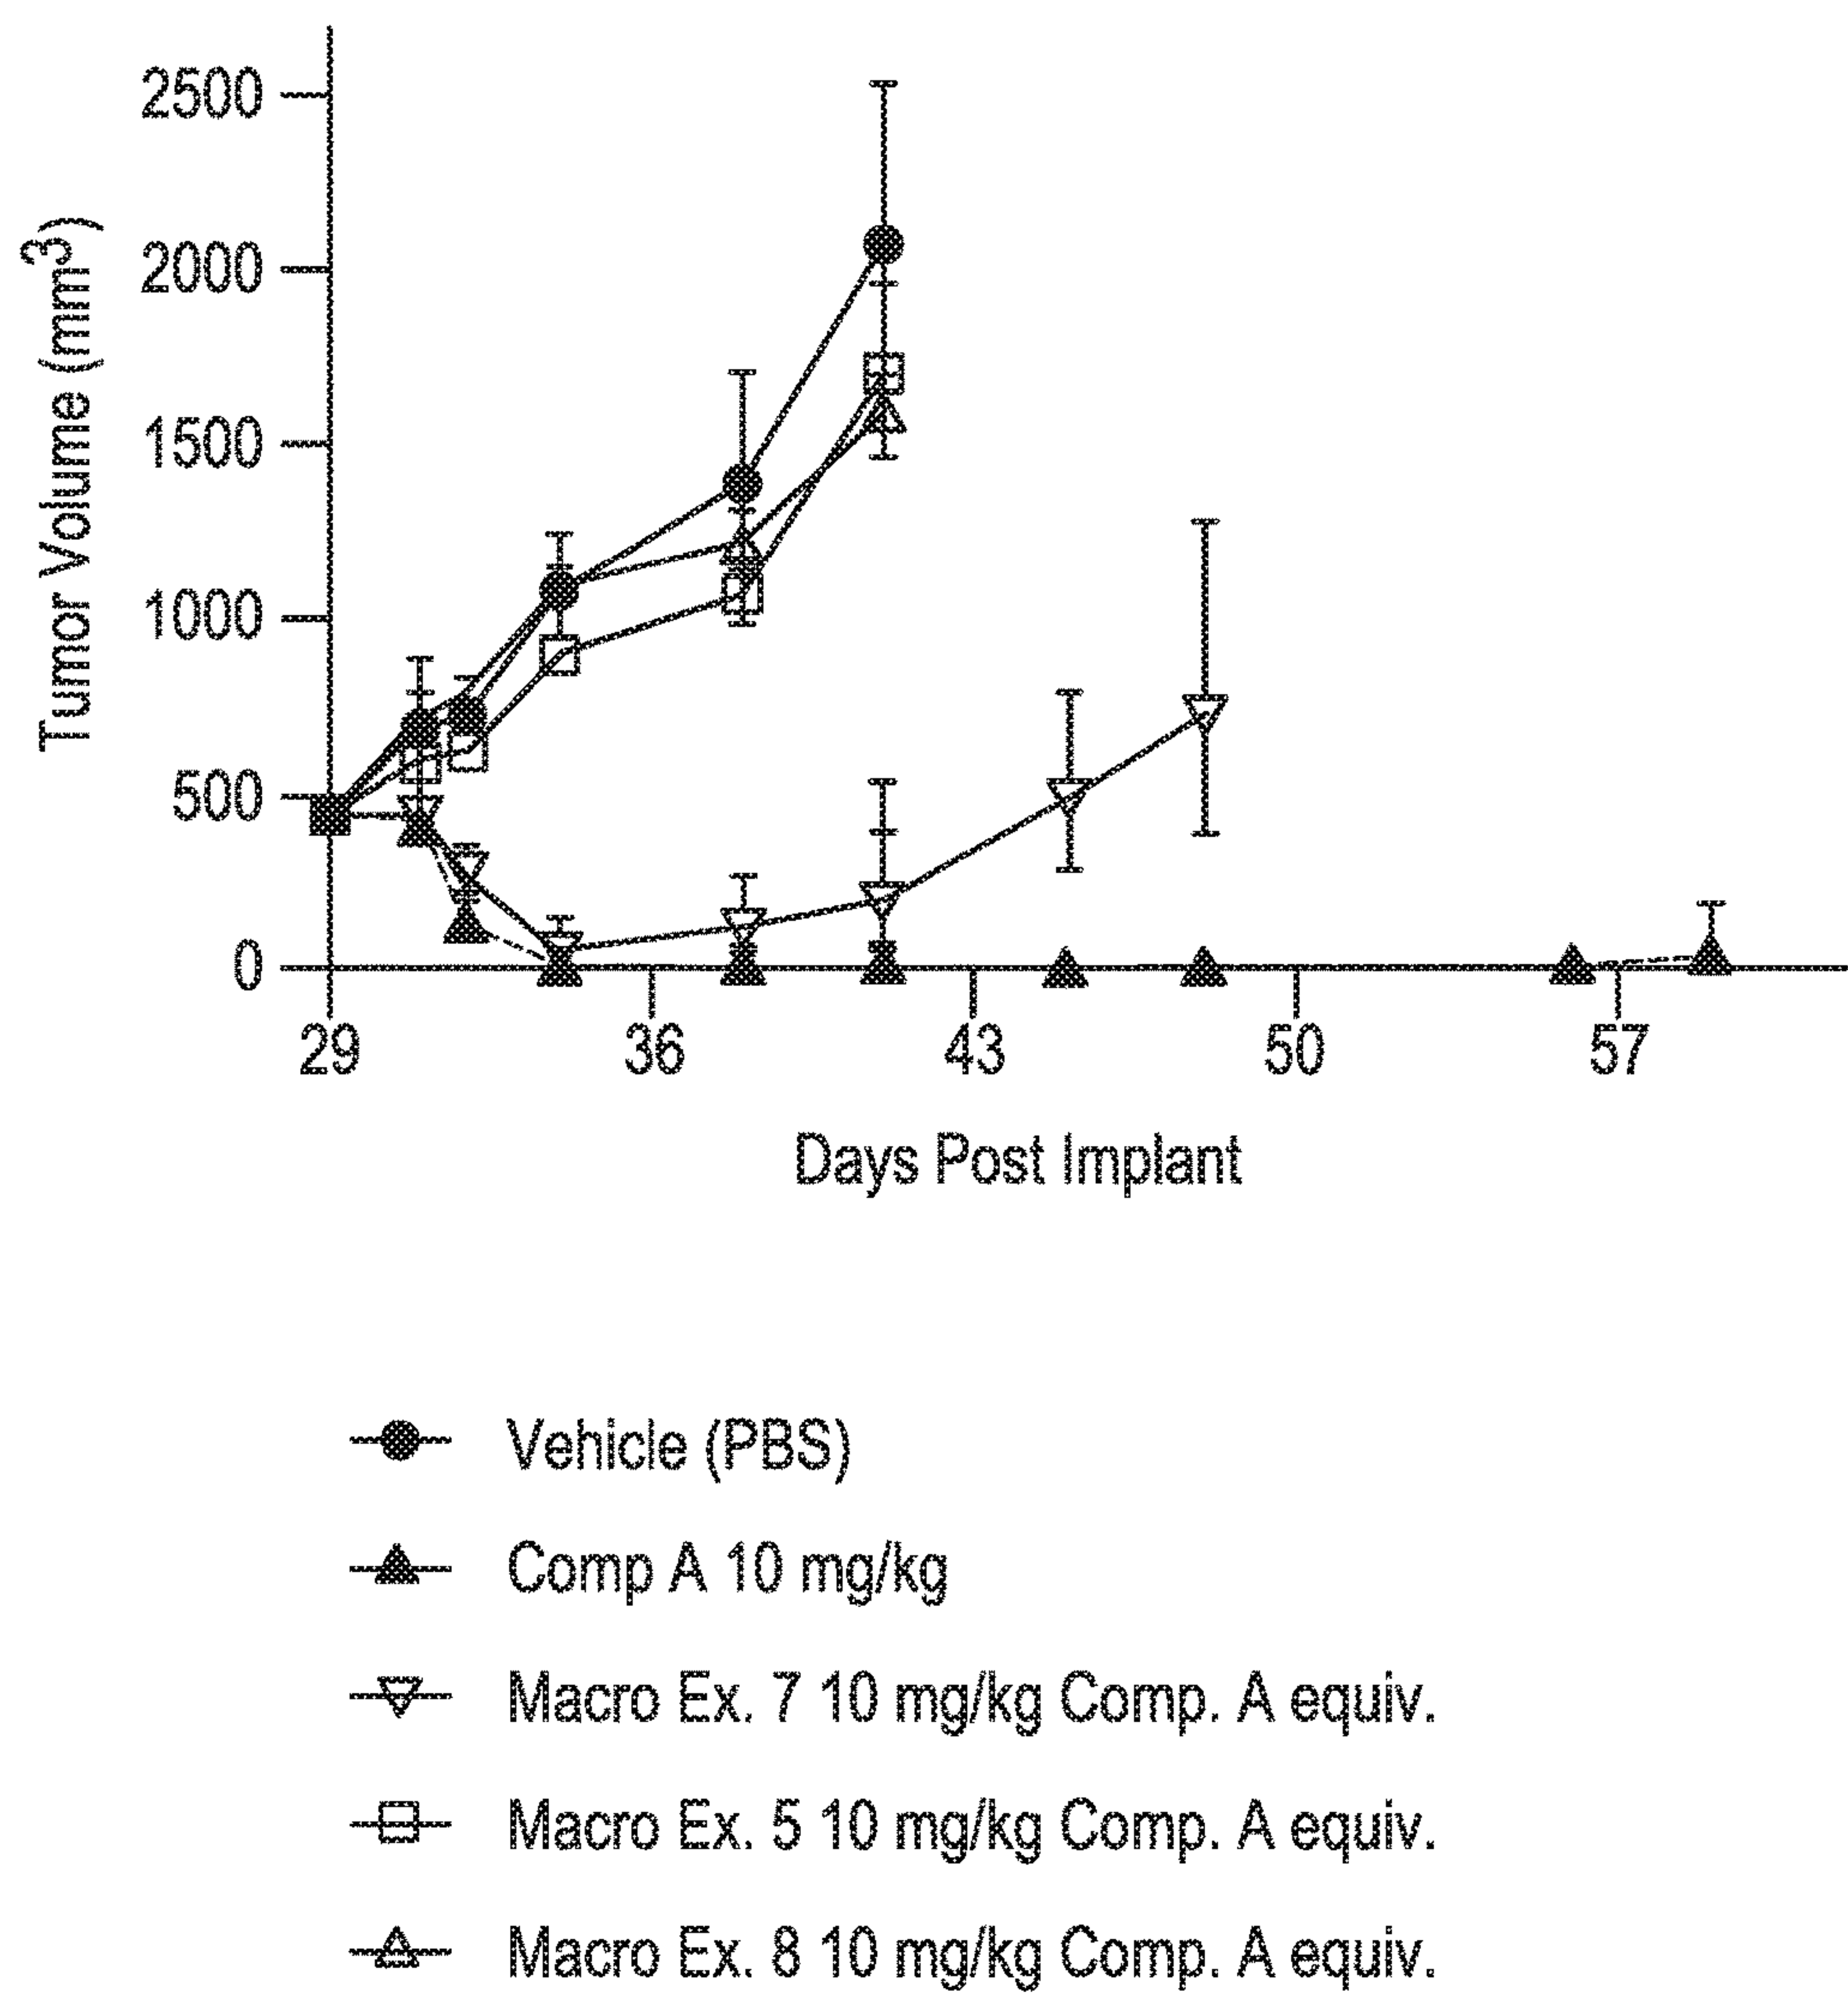 Tumor Volume (mm³)
2500
2000
1500
1000
500
0
29 36 43 50 57
Days Post Implant
Vehicle (PBS)
Comp A 10 mg/kg
Macro Ex. 7 10 mg/kg Comp. A equiv.
Macro Ex. 5 10 mg/kg Comp. A equiv.
Macro Ex. 8 10 mg/kg Comp. A equiv.